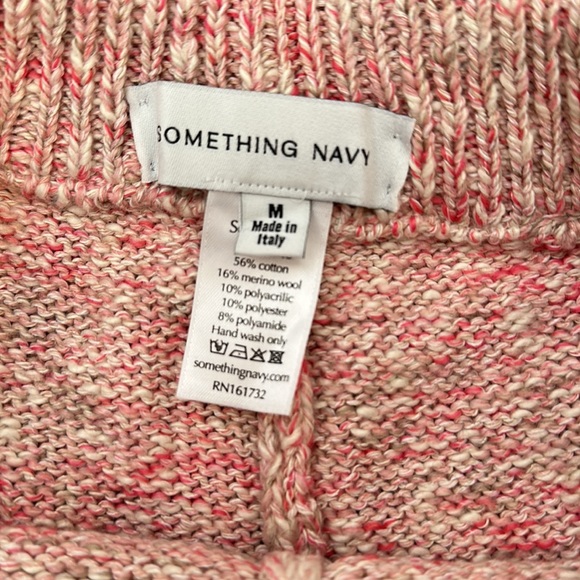 SOMETHING NAVY
M
Made in
Italy
56% cotton
16% merino wool
10% polyacrilic
10% polyester
8% polyamide
Hand wash only
somethingnavy.com
RN161732